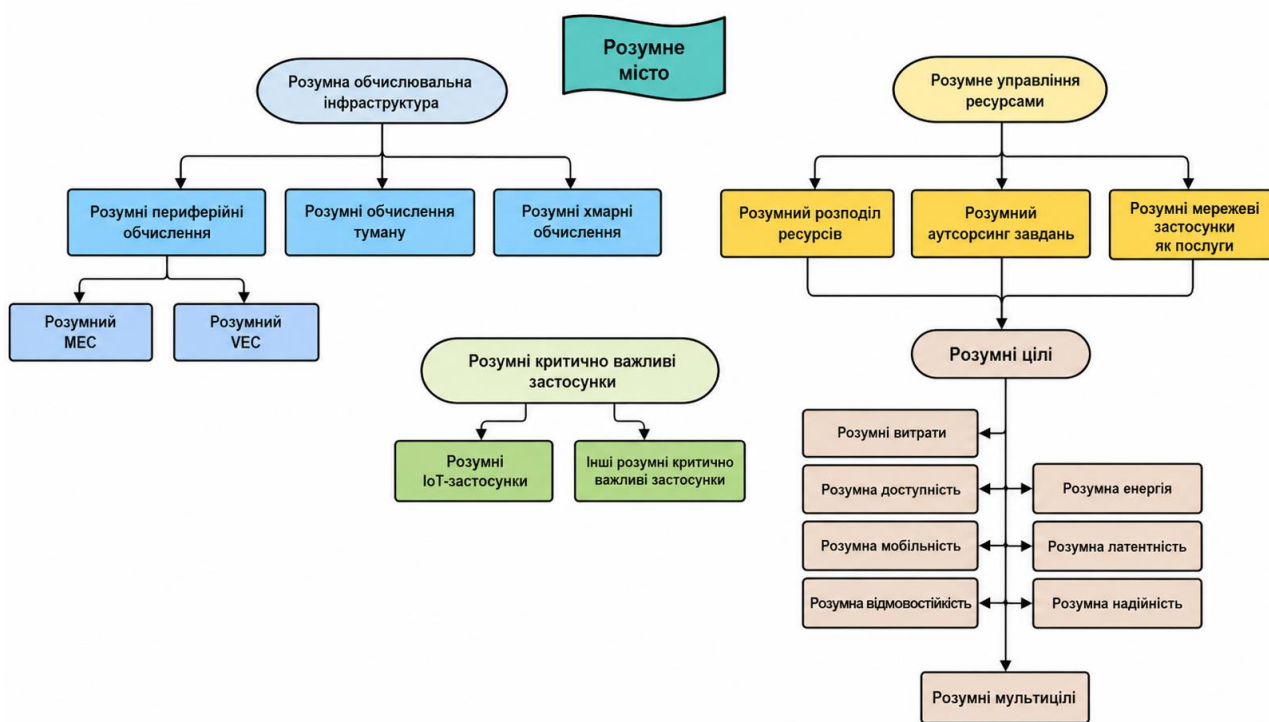 Розумне
місто
Розумна обчислювальна
інфраструктура
Розумне управління
ресурсами
Розумні периферійні
обчислення
Розумні обчислення
туману
Розумні хмарні
обчислення
Розумний розподіл
ресурсів
Розумний
аутсорсинг завдань
Розумні мережеві
застосунки
як послуги
Розумний
MEC
Розумний
VEC
Розумні критично важливі
застосунки
Розумні
IoT-застосунки
Інші розумні критично
важливі застосунки
Розумні цілі
Розумні витрати
Розумна доступність
Розумна енергія
Розумна мобільність
Розумна латентність
Розумна відмовостійкість
Розумна надійність
Розумні мультицілі